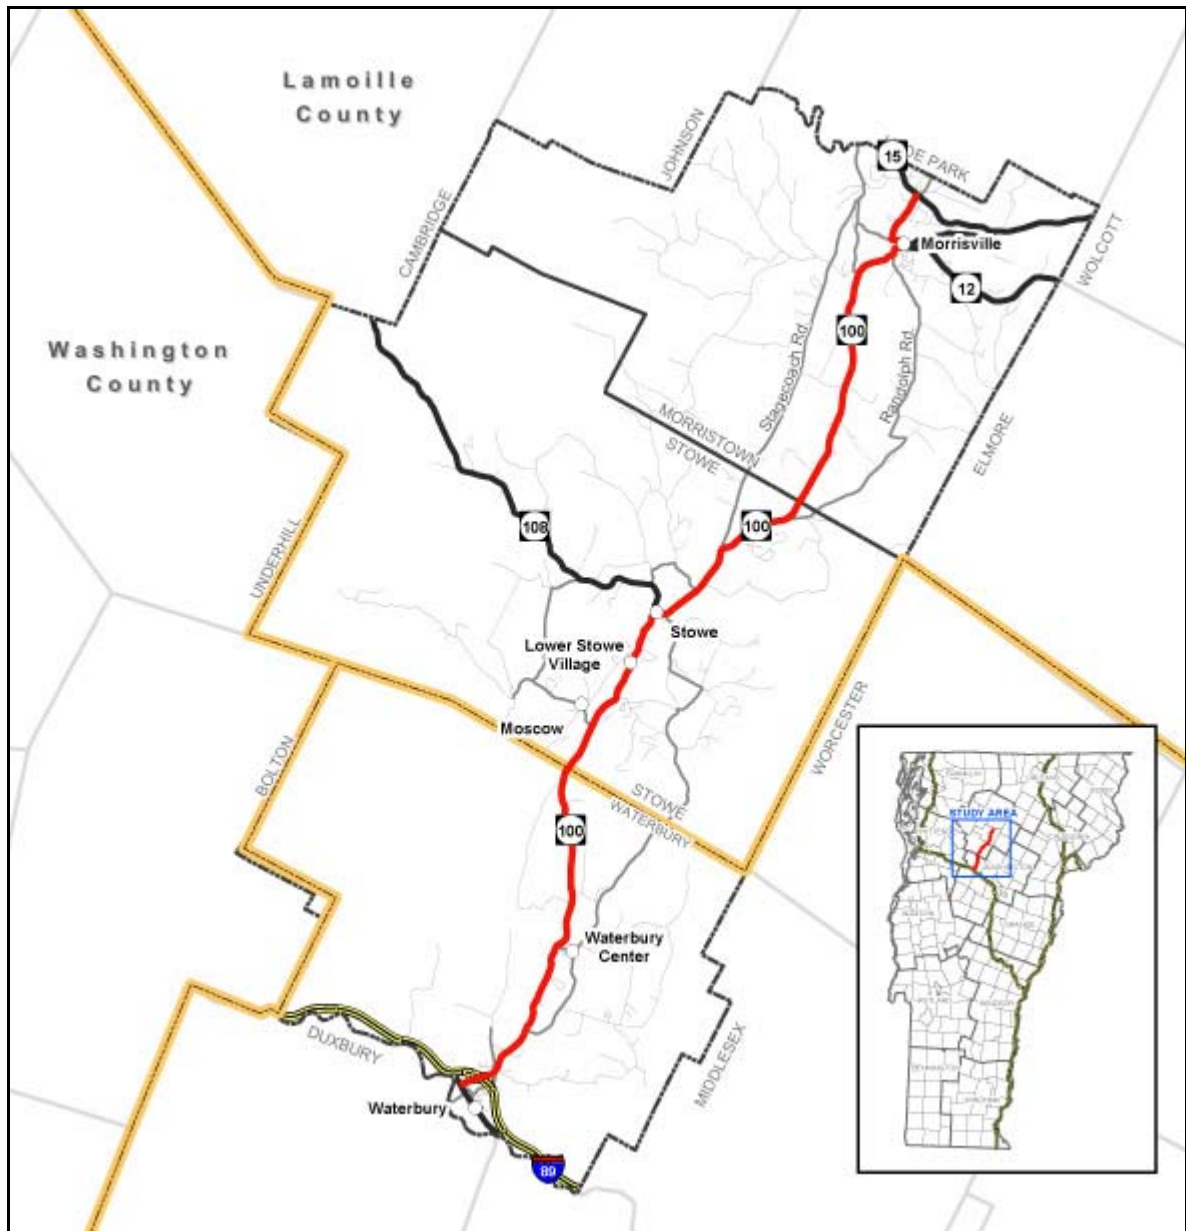 Lamoille
County
JOHNSON
15
CAMBRIDGE
Morrisville
WOLCOTT
12
Washington
County
100
Stagecoach Rd.
Randolph Rd.
MORRISTOWN
STOWE
ELMORE
108
100
UNDERHILL
Stowe
Lower Stowe
Village
Moscow
WORCESTER
BOLTON
STOWE
WATERBURY
100
STUDY AREA
Waterbury
Center
DUXBURY
MIDDLESEX
Waterbury
89